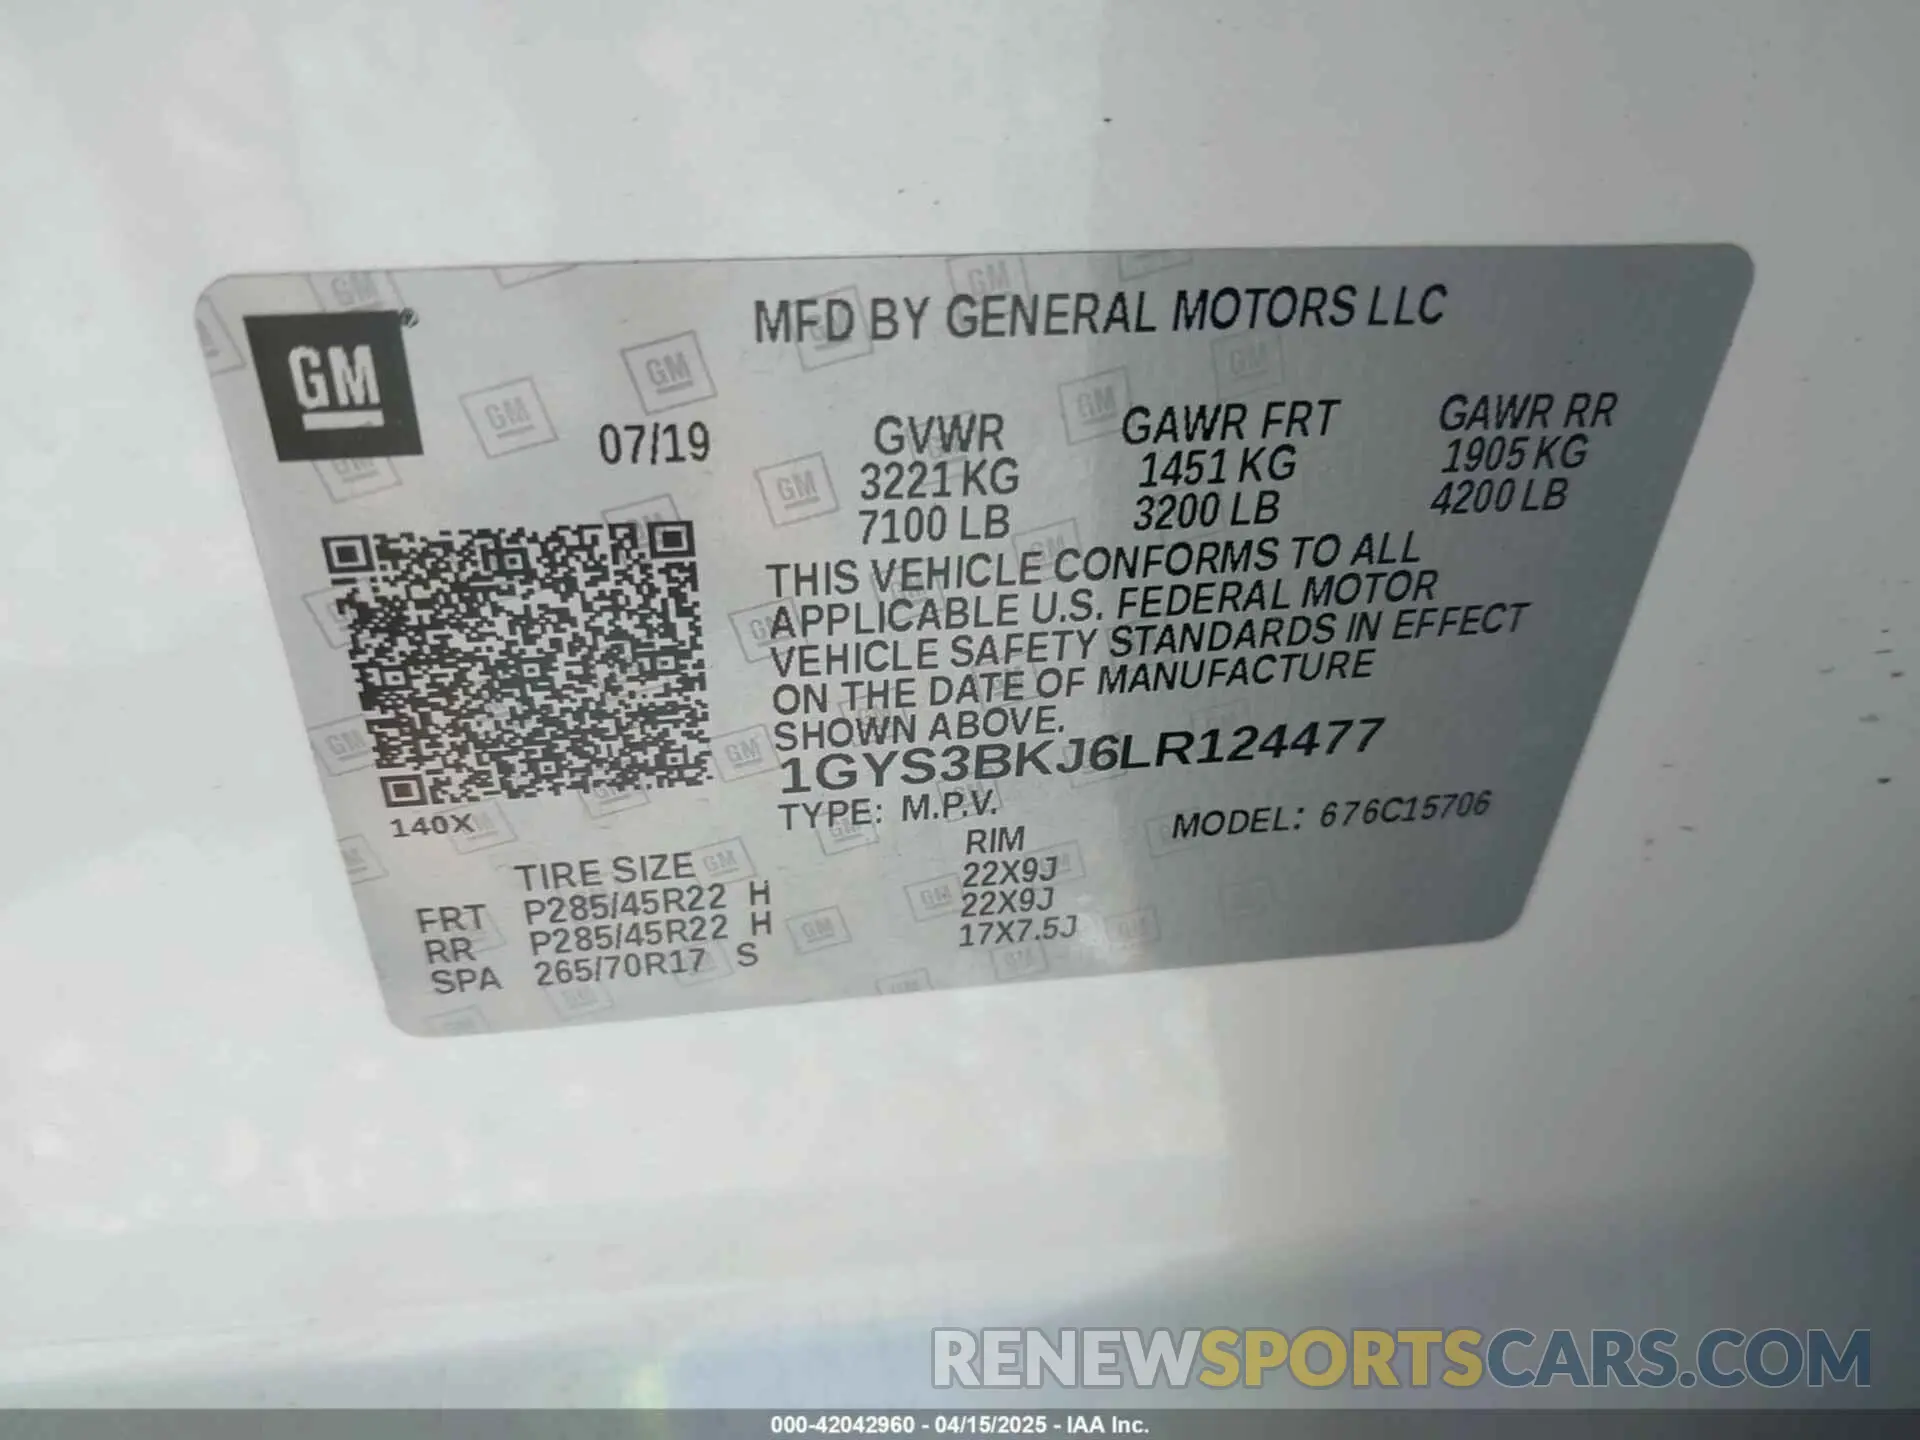 MFD BY GENERAL MOTORS LLC
GM
07/19
GVWR GAWR FRT GAWR RR
3221 KG 1451 KG 1905 KG
7100 LB 3200 LB 4200 LB
THIS VEHICLE CONFORMS TO ALL
APPLICABLE U.S. FEDERAL MOTOR
VEHICLE SAFETY STANDARDS IN EFFECT
ON THE DATE OF MANUFACTURE
SHOWN ABOVE.
1GYS3BKJ6LR124477
TYPE: M.P.V. MODEL: 676C15706
140X
TIRE SIZE RIM
FRT P285/45R22 H 22X9J
RR P285/45R22 H 22X9J
SPA 265/70R17 S 17X7.5J
RENEWSPORTSCARS.COM
000-42042960 - 04/15/2025 - IAA Inc.